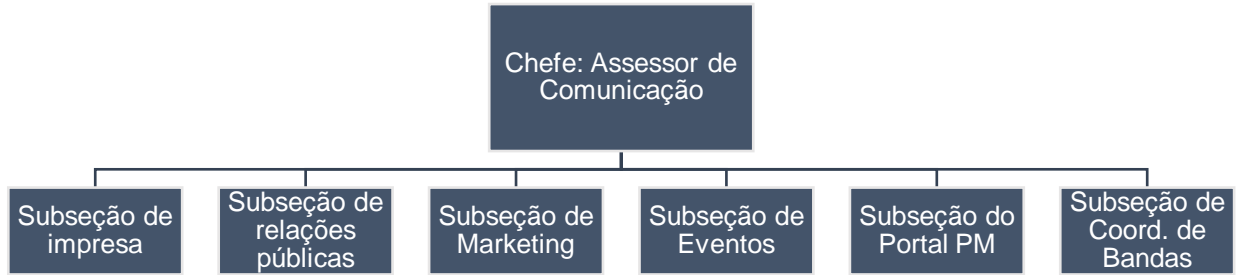 Chefe: Assessor de
Comunicação
Subseção de
impresa
Subseção de
relações
públicas
Subseção de
Marketing
Subseção de
Eventos
Subseção do
Portal PM
Subseção de
Coord. de
Bandas